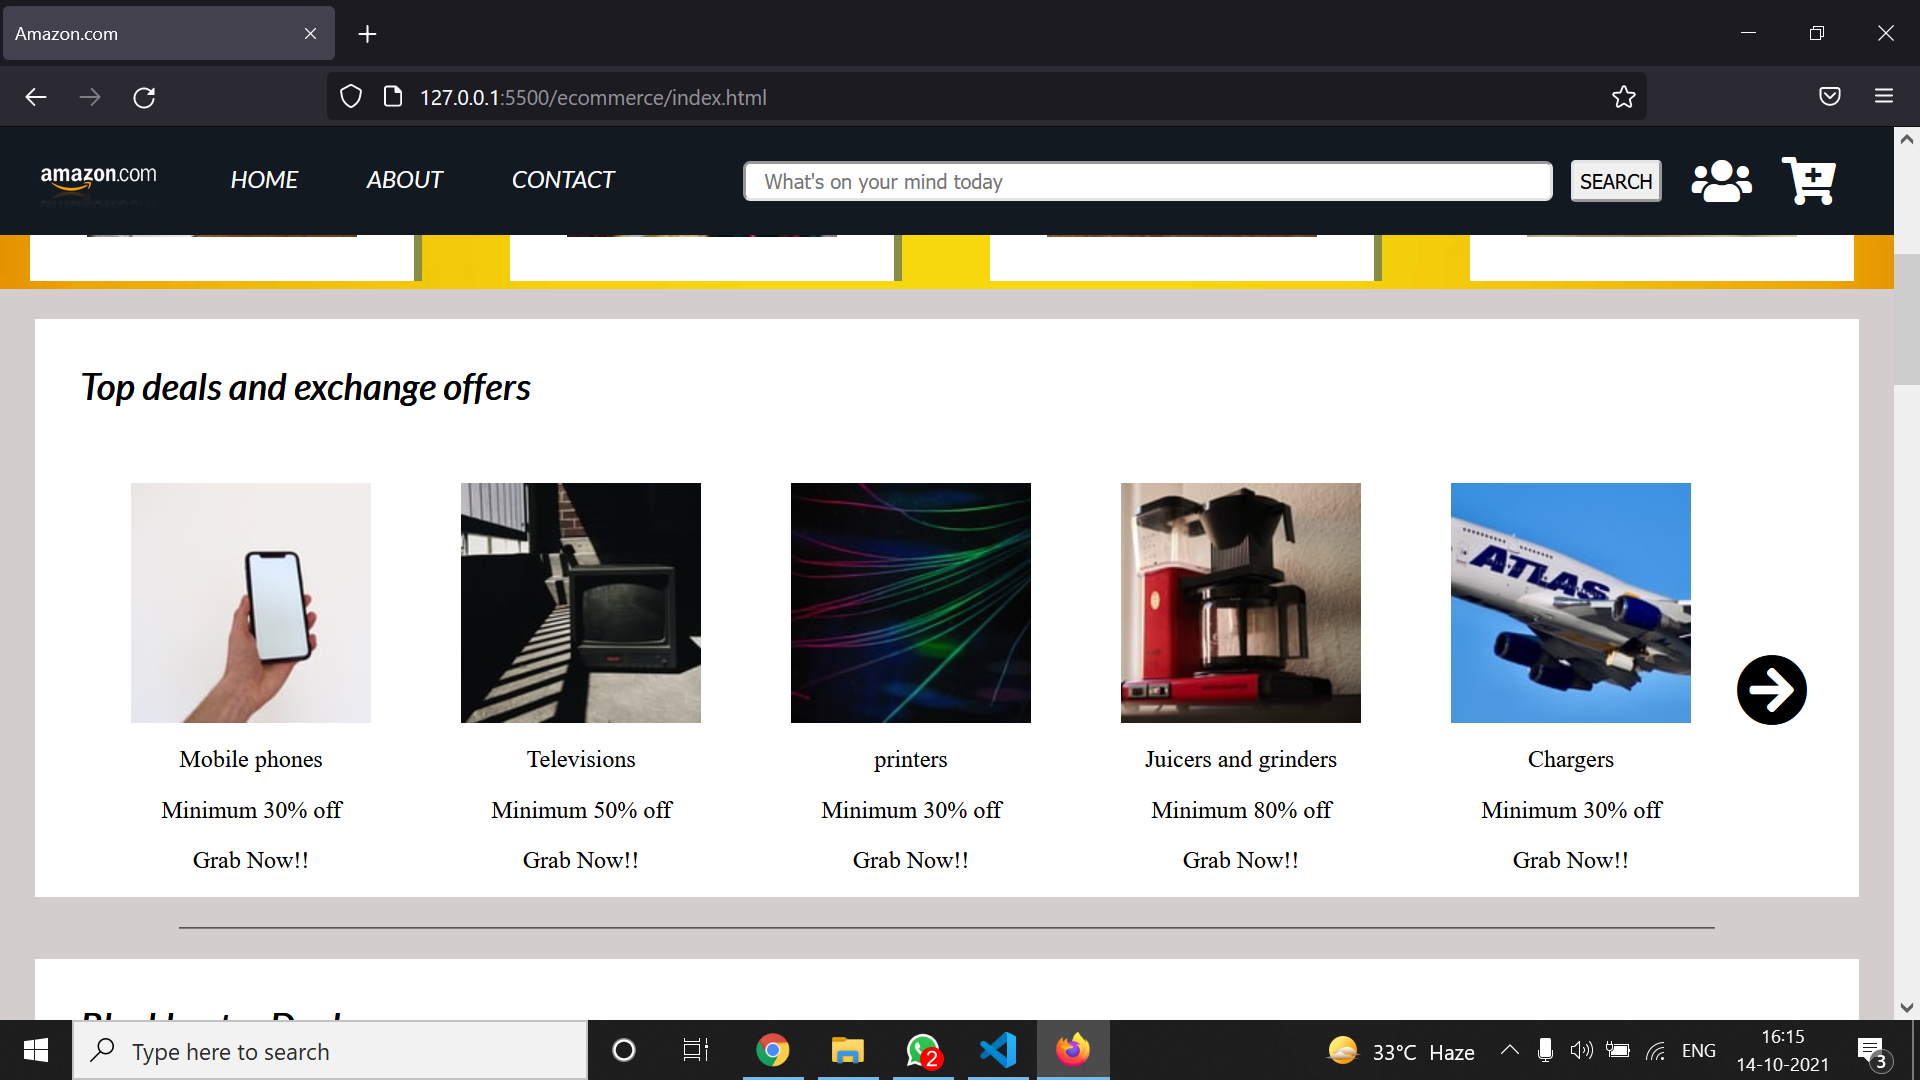 Amazon.com
127.0.0.1:5500/ecommerce/index.html
amazon.com HOME ABOUT CONTACT What's on your mind today SEARCH
Top deals and exchange offers
ATLAS
Mobile phones Televisions printers Juicers and grinders Chargers
Minimum 30% off Minimum 50% off Minimum 30% off Minimum 80% off Minimum 30% off
Grab Now!! Grab Now!! Grab Now!! Grab Now!! Grab Now!!
Type here to search 2 33°C Haze ENG 16:15
14-10-2021 3